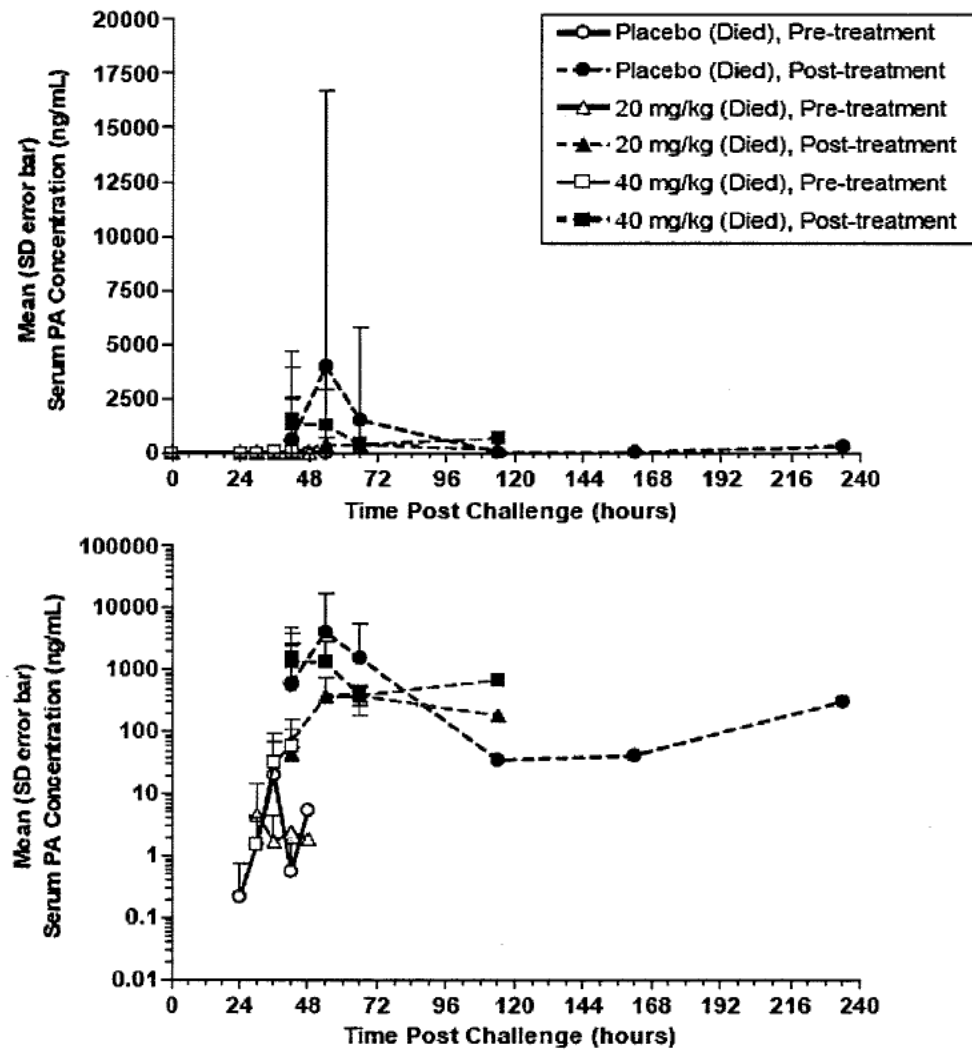 Mean (SD error bar)
Serum PA Concentration (ng/mL)
20000
17500
15000
12500
10000
7500
5000
2500
0
Placebo (Died), Pre-treatment
Placebo (Died), Post-treatment
20 mg/kg (Died), Pre-treatment
20 mg/kg (Died), Post-treatment
40 mg/kg (Died), Pre-treatment
40 mg/kg (Died), Post-treatment
0 24 48 72 96 120 144 168 192 216 240
Time Post Challenge (hours)
Mean (SD error bar)
Serum PA Concentration (ng/mL)
100000
10000
1000
100
10
1
0.1
0.01
0 24 48 72 96 120 144 168 192 216 240
Time Post Challenge (hours)